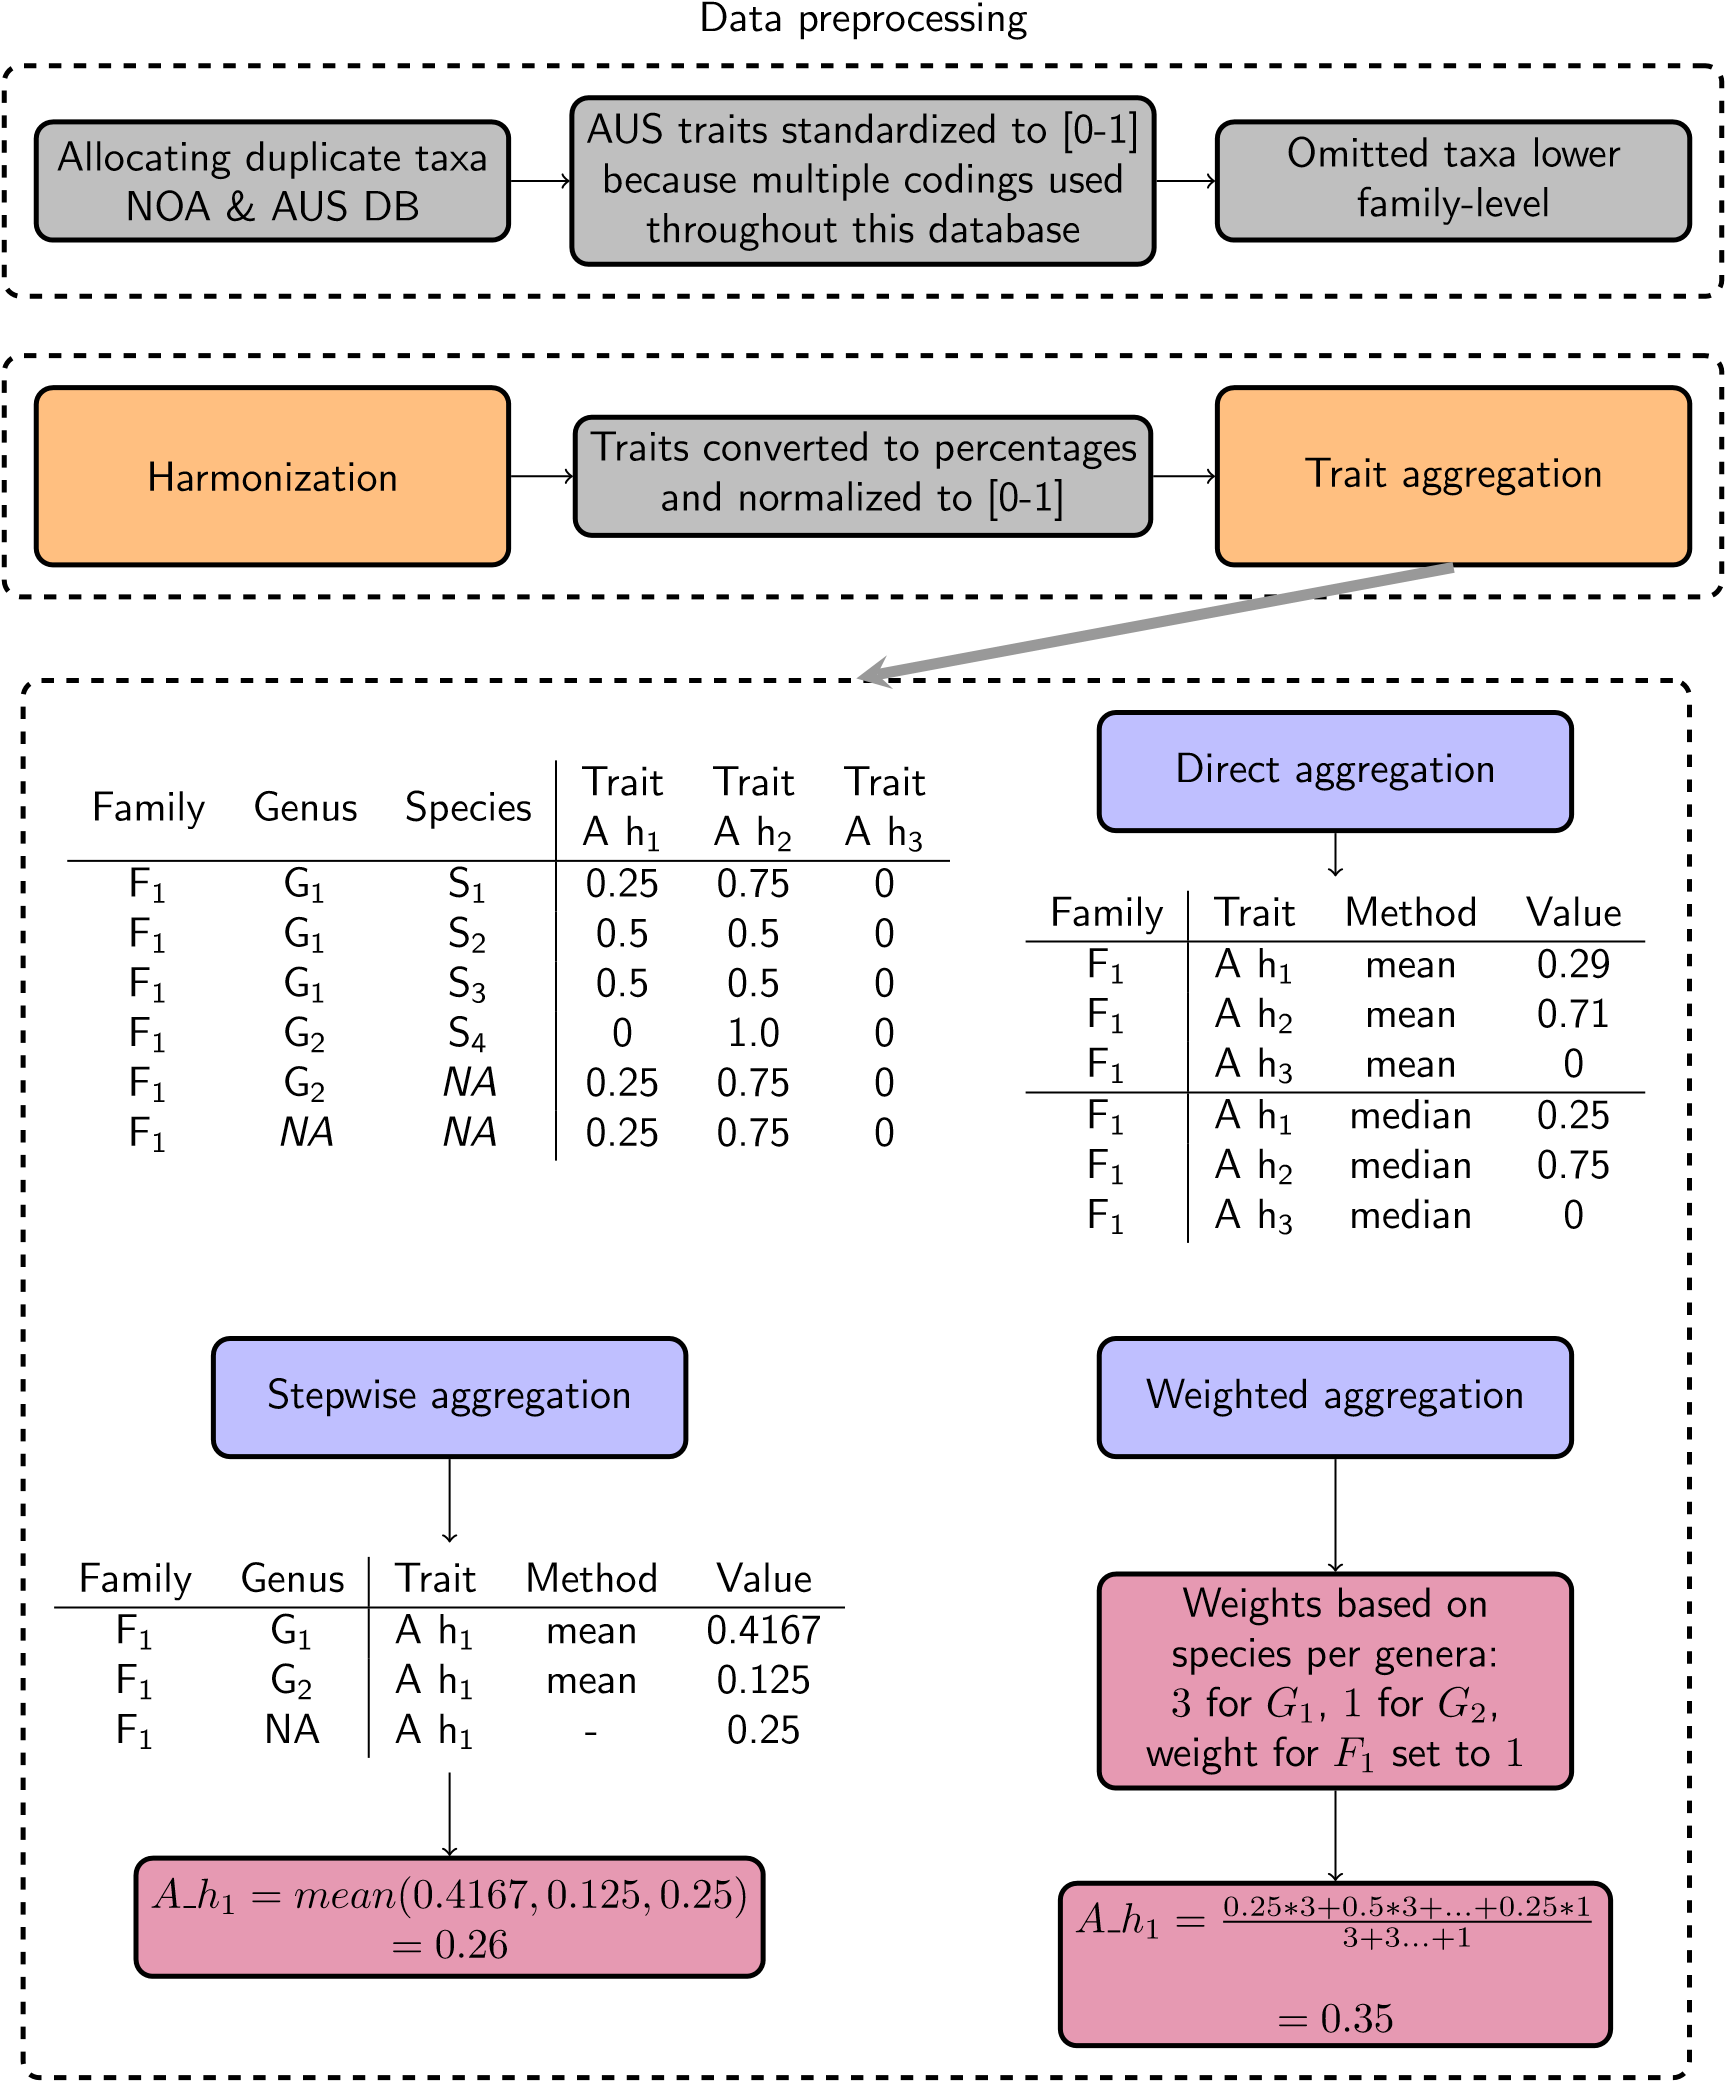 Data preprocessing
Allocating duplicate taxa
NOA & AUS DB
AUS traits standardized to [0-1]
because multiple codings used
throughout this database
Omitted taxa lower
family-level
Harmonization
Traits converted to percentages
and normalized to [0-1]
Trait aggregation
Family Genus Species Trait A h₁ Trait A h₂ Trait A h₃
F₁ G₁ S₁ 0.25 0.75 0
F₁ G₁ S₂ 0.5 0.5 0
F₁ G₁ S₃ 0.5 0.5 0
F₁ G₂ S₄ 0 1.0 0
F₁ G₂ NA 0.25 0.75 0
F₁ NA NA 0.25 0.75 0
Direct aggregation
Family Trait Method Value
F₁ A h₁ mean 0.29
F₁ A h₂ mean 0.71
F₁ A h₃ mean 0
F₁ A h₁ median 0.25
F₁ A h₂ median 0.75
F₁ A h₃ median 0
Stepwise aggregation
Family Genus Trait Method Value
F₁ G₁ A h₁ mean 0.4167
F₁ G₂ A h₁ mean 0.125
F₁ NA A h₁ - 0.25
A_h₁ = mean(0.4167, 0.125, 0.25)
= 0.26
Weighted aggregation
Weights based on
species per genera:
3 for G₁, 1 for G₂,
weight for F₁ set to 1
A_h₁ = (0.25*3+0.5*3+...+0.25*1)/(3+3...+1)
= 0.35